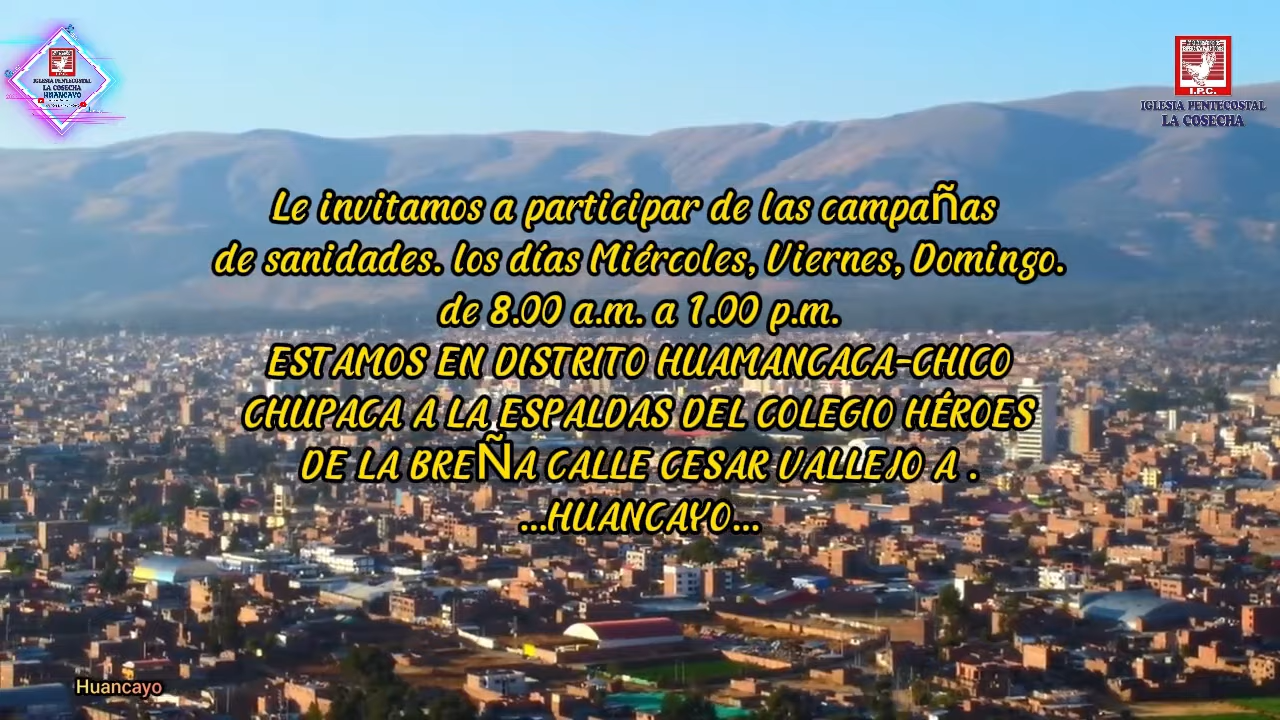 IGLESIA PENTECOSTAL
LA COSECHA
HUANCAYO
I.P.C.
IGLESIA PENTECOSTAL
LA COSECHA
Le invitamos a participar de las campañas
de sanidades. los días Miércoles, Viernes, Domingo.
de 8.00 a.m. a 1.00 p.m.
ESTAMOS EN DISTRITO HUAMANCACA-CHICO
CHUPACA A LA ESPALDAS DEL COLEGIO HÉROES
DE LA BREÑA CALLE CESAR VALLEJO A .
...HUANCAYO...
Huancayo